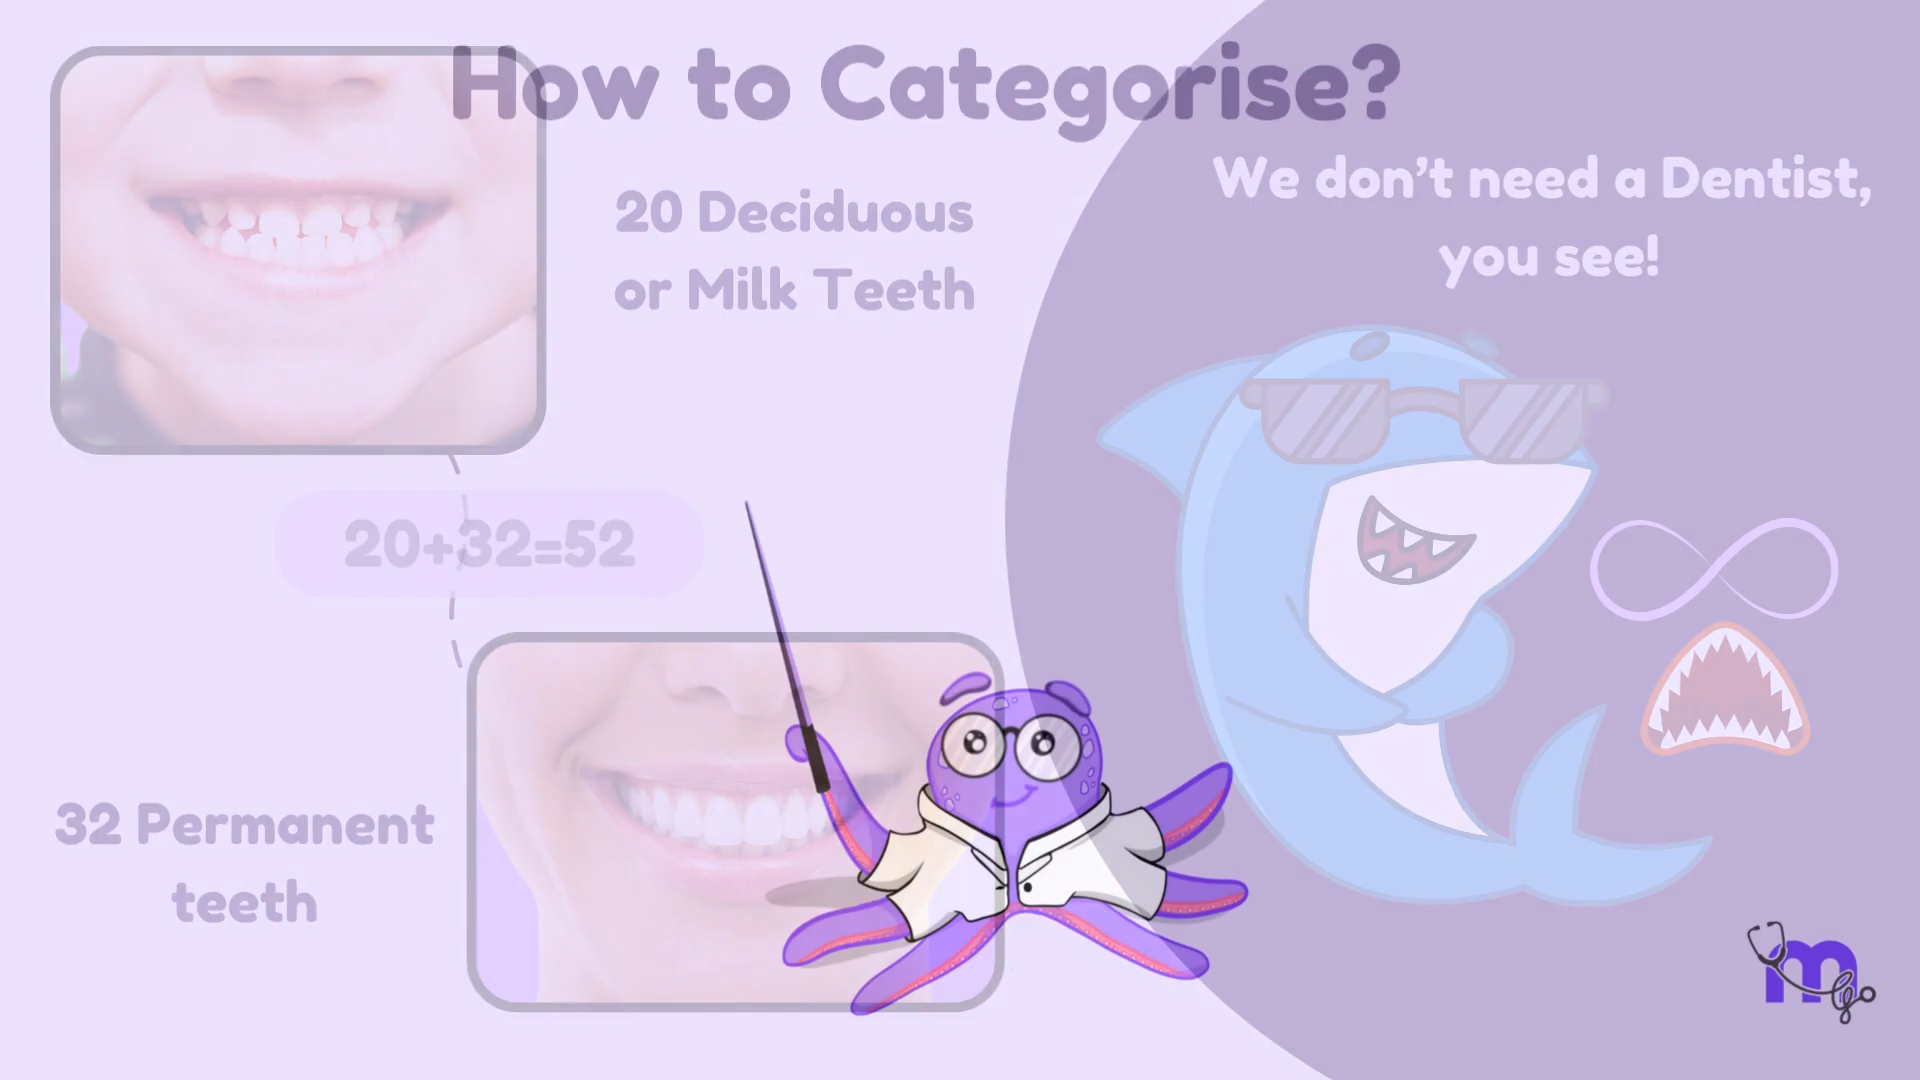 How to Categorise?
20 Deciduous
or Milk Teeth
We don’t need a Dentist,
you see!
20+32=52
32 Permanent
teeth
m go